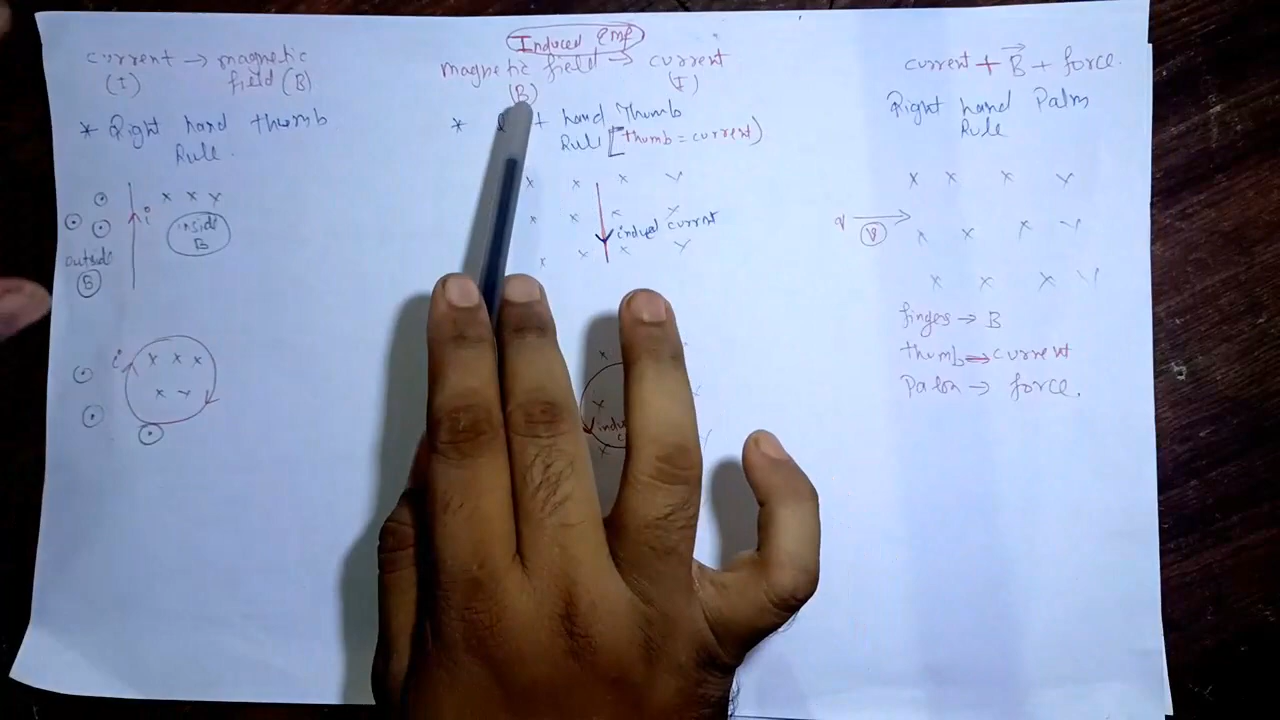 current → magnetic
(I) field (B)
* Right hand thumb
Rule.
x x x
i
inside
B
outside
B
i
x x x
x x
Induced emf
magnetic field → current
(B) (I)
* hand Thumb
Rule [thumb = current)
x x x x
x x x x
induced current
x x x x
current + B + force.
Right hand Palm
Rule
x x x x
q → V
x x x x
x x x x
fingers → B
thumb → current
Palm → force.